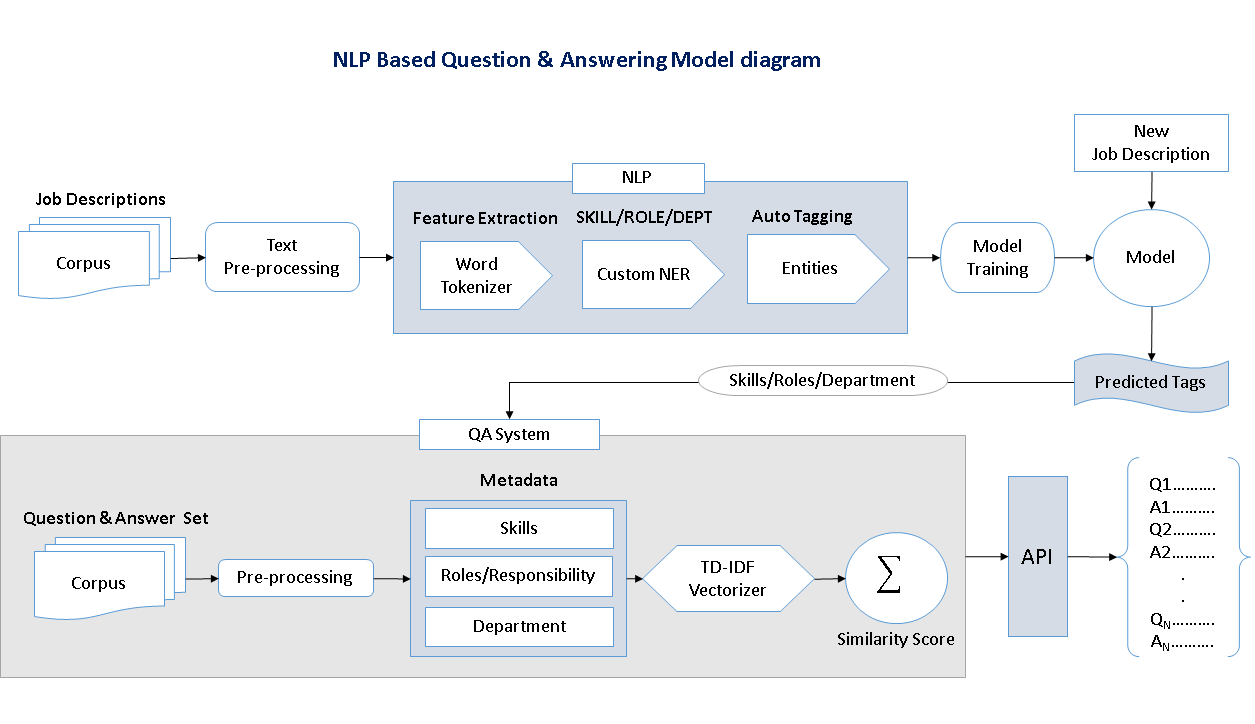 NLP Based Question & Answering Model diagram
New
Job Description
Job Descriptions
Corpus
Text
Pre-processing
NLP
Feature Extraction
Word
Tokenizer
SKILL/ROLE/DEPT
Custom NER
Auto Tagging
Entities
Model
Training
Model
Predicted Tags
Skills/Roles/Department
QA System
Question & Answer Set
Corpus
Pre-processing
Metadata
Skills
Roles/Responsibility
Department
TD-IDF
Vectorizer
∑
Similarity Score
API
Q1..........
A1..........
Q2..........
A2..........
.
.
QN..........
AN..........